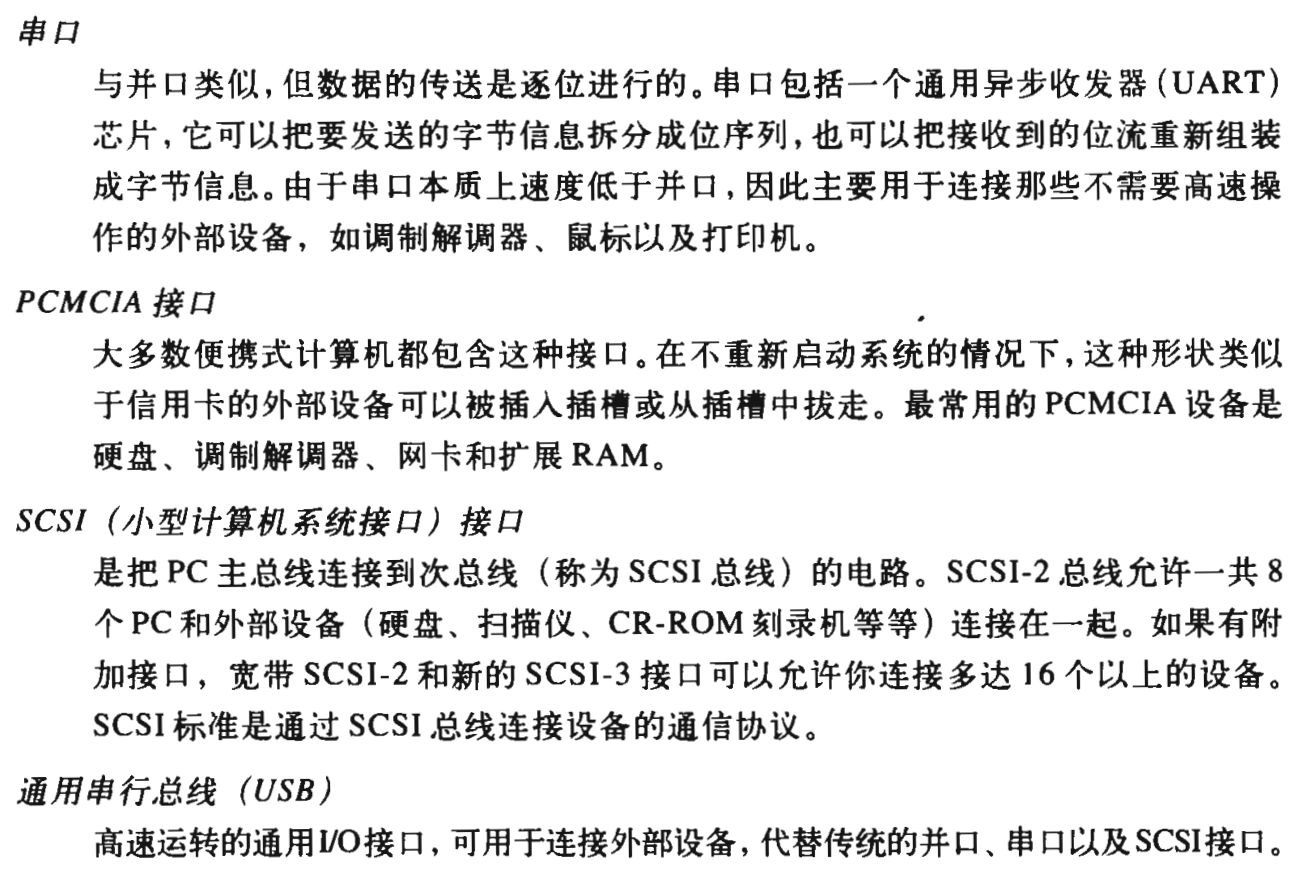 串口
与并口类似,但数据的传送是逐位进行的。串口包括一个通用异步收发器(UART)
芯片,它可以把要发送的字节信息拆分成位序列,也可以把接收到的位流重新组装
成字节信息。由于串口本质上速度低于并口,因此主要用于连接那些不需要高速操
作的外部设备，如调制解调器、鼠标以及打印机。
PCMCIA 接口
大多数便携式计算机都包含这种接口。在不重新启动系统的情况下,这种形状类似
于信用卡的外部设备可以被插入插槽或从插槽中拔走。最常用的 PCMCIA 设备是
硬盘、调制解调器、网卡和扩展 RAM。
SCSI（小型计算机系统接口）接口
是把 PC 主总线连接到次总线（称为 SCSI 总线）的电路。SCSI-2 总线允许一共 8
个 PC 和外部设备（硬盘、扫描仪、CR-ROM 刻录机等等）连接在一起。如果有附
加接口，宽带 SCSI-2 和新的 SCSI-3 接口可以允许你连接多达 16 个以上的设备。
SCSI 标准是通过 SCSI 总线连接设备的通信协议。
通用串行总线（USB）
高速运转的通用I/O接口,可用于连接外部设备,代替传统的并口、串口以及SCSI接口。